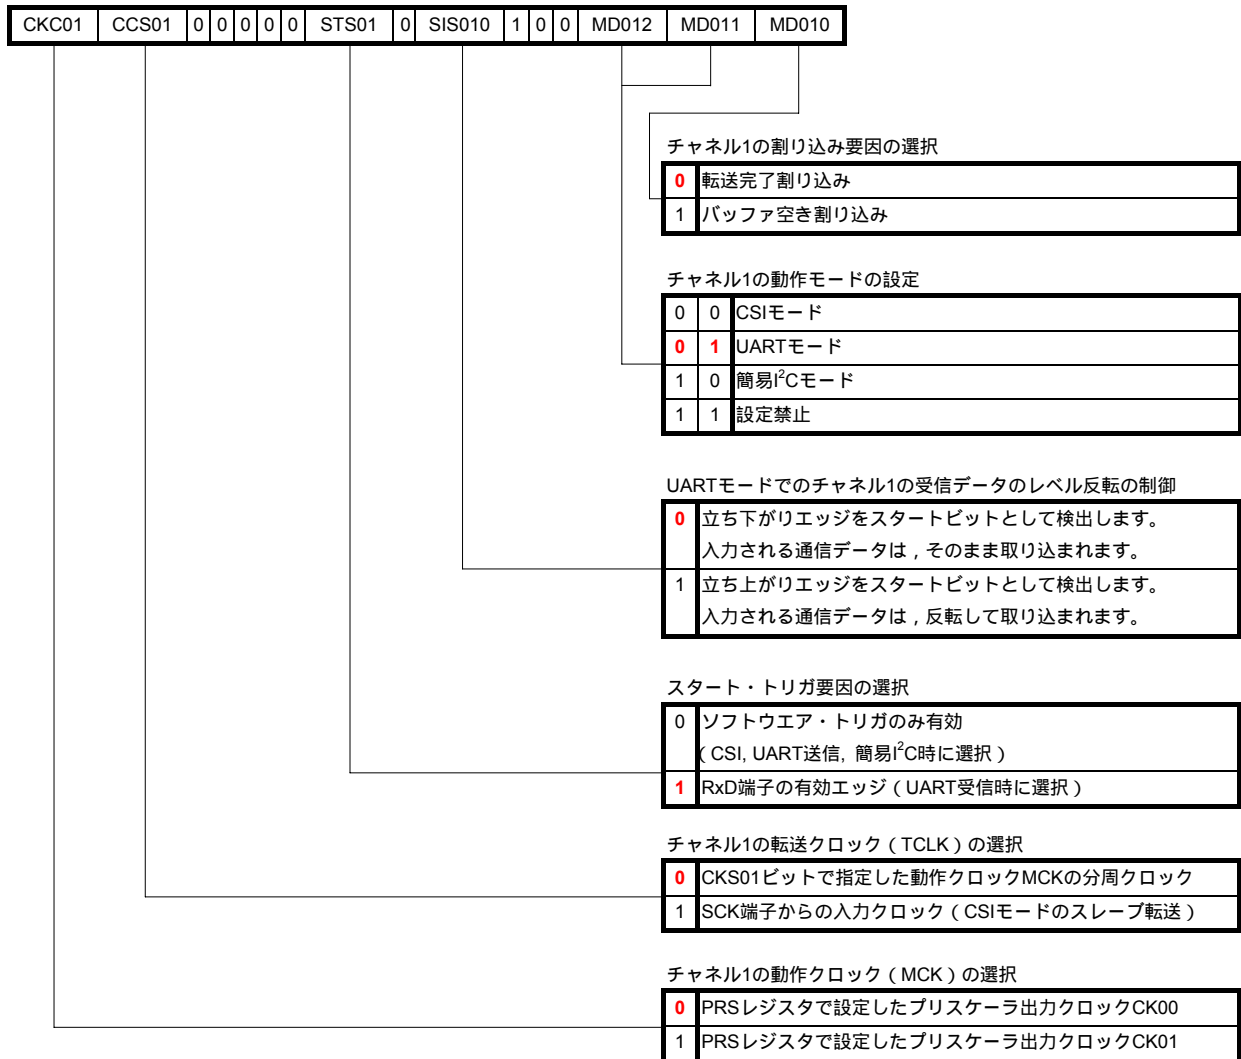 CKC01 CCS01 0 0 0 0 0 STS01 0 SIS010 1 0 0 MD012 MD011 MD010
チャネル1の割り込み要因の選択
0 転送完了割り込み
1 バッファ空き割り込み
チャネル1の動作モードの設定
0 0 CSIモード
0 1 UARTモード
1 0 簡易I²Cモード
1 1 設定禁止
UARTモードでのチャネル1の受信データのレベル反転の制御
0 立ち下がりエッジをスタートビットとして検出します。
入力される通信データは , そのまま取り込まれます。
1 立ち上がりエッジをスタートビットとして検出します。
入力される通信データは , 反転して取り込まれます。
スタート・トリガ要因の選択
0 ソフトウエア・トリガのみ有効
( CSI, UART送信, 簡易I²C時に選択 )
1 RxD端子の有効エッジ ( UART受信時に選択 )
チャネル1の転送クロック ( TCLK ) の選択
0 CKS01ビットで指定した動作クロックMCKの分周クロック
1 SCK端子からの入力クロック ( CSIモードのスレーブ転送 )
チャネル1の動作クロック ( MCK ) の選択
0 PRSレジスタで設定したプリスケーラ出力クロックCK00
1 PRSレジスタで設定したプリスケーラ出力クロックCK01